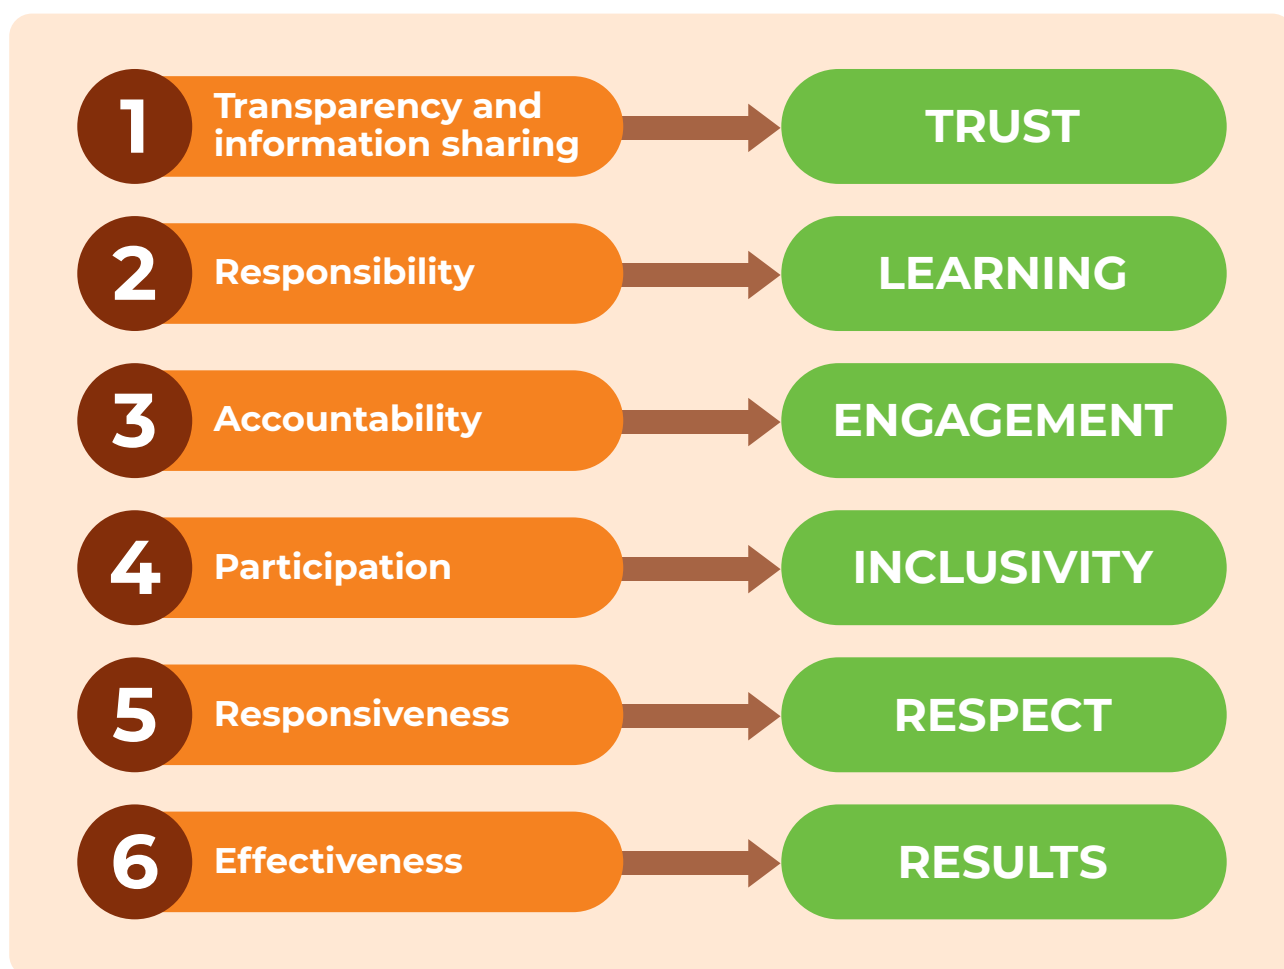 1
Transparency and
information sharing
TRUST
2
Responsibility
LEARNING
3
Accountability
ENGAGEMENT
4
Participation
INCLUSIVITY
5
Responsiveness
RESPECT
6
Effectiveness
RESULTS